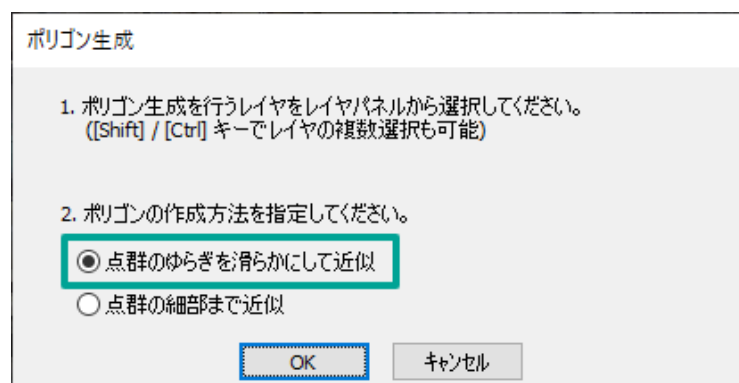 ポリゴン生成
1. ポリゴン生成を行うレイヤをレイヤパネルから選択してください。
([Shift] / [Ctrl] キーでレイヤの複数選択も可能)
2. ポリゴンの作成方法を指定してください。
点群のゆらぎを滑らかにして近似
点群の細部まで近似
OK キャンセル